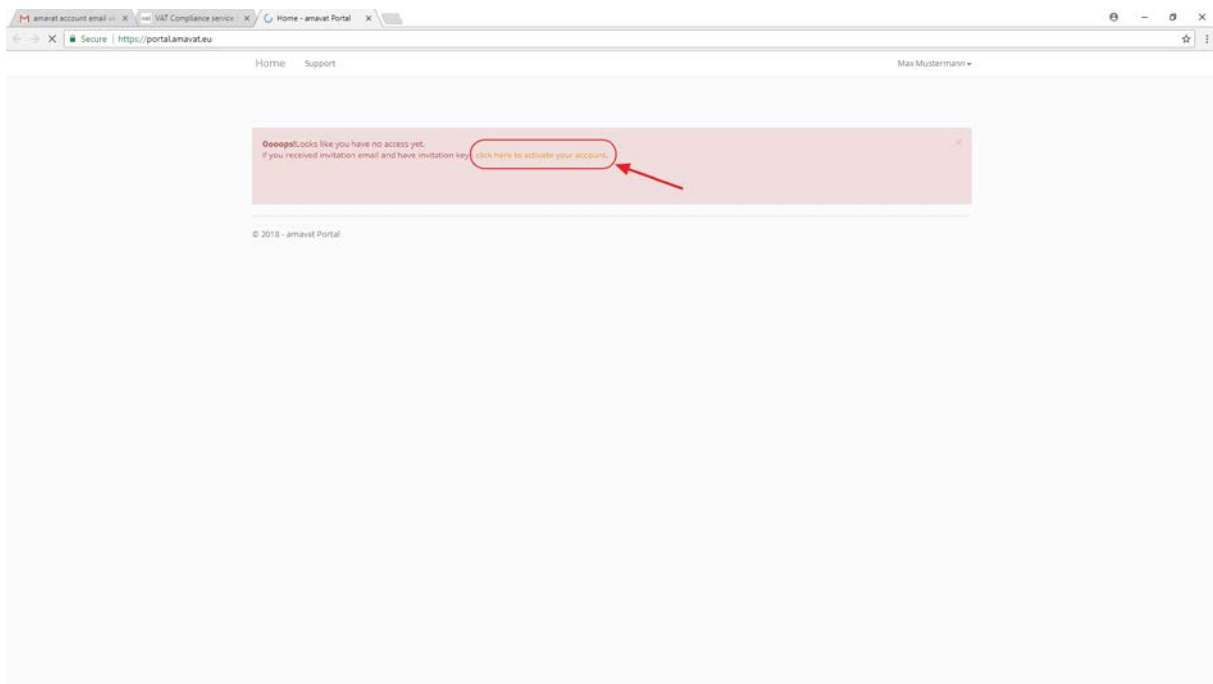 amavat account email
VAT Compliance service
Home - amavat Portal
Secure | https://portal.amavat.eu
Home Support Max Mustermann
Oooops!Looks like you have no access yet.
If you received invitation email and have invitation key click here to activate your account.
© 2018 - amavat Portal